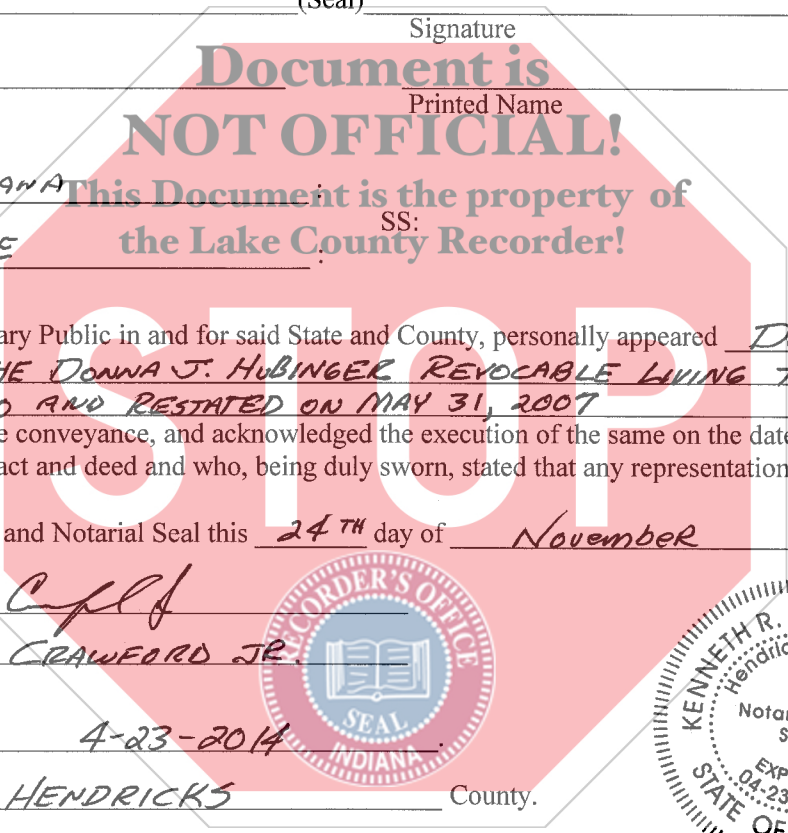 (Seal)
Signature
Document is
Printed Name
NOT OFFICIAL!
ANA :
This Document is the property of
SS:
the Lake County Recorder!
E :
STOP
ary Public in and for said State and County, personally appeared D
HE DONNA J. HUBINGER REVOCABLE LIVING T
D AND RESTATED ON MAY 31, 2007
e conveyance, and acknowledged the execution of the same on the date
act and deed and who, being duly sworn, stated that any representation
and Notarial Seal this 24TH day of November
CRAWFORD JR.
4-23-2014.
HENDRICKS County.
RECORDER'S OFFICE
SEAL
INDIANA
KENNETH R.
Hendric
Notar
S
EXP
04-23
STATE OF